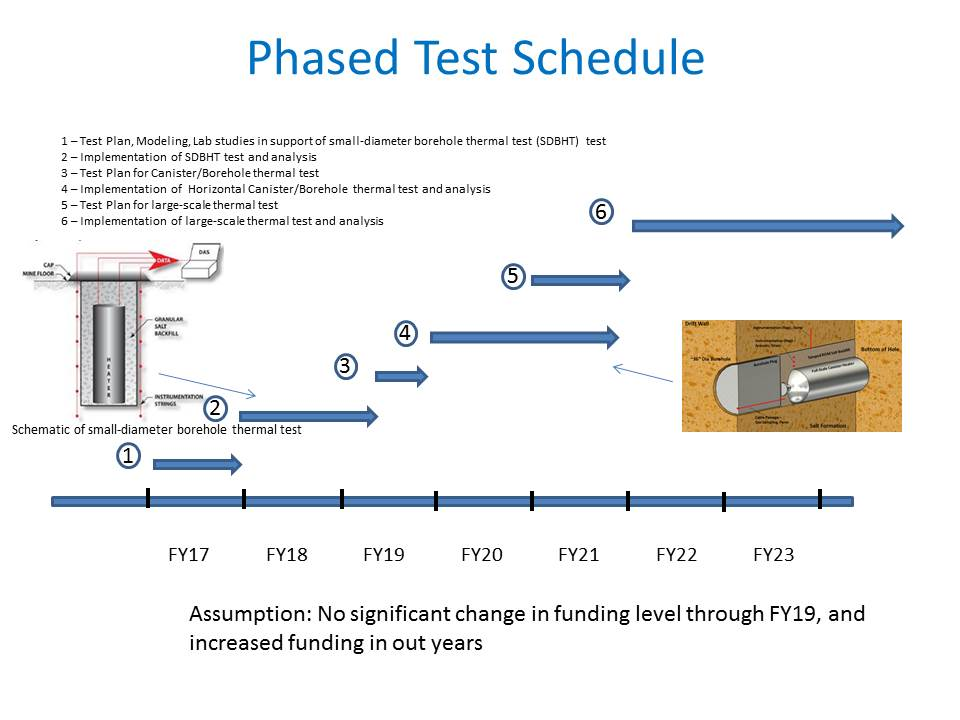 Phased Test Schedule
1 – Test Plan, Modeling, Lab studies in support of small-diameter borehole thermal test (SDBHT) test
2 – Implementation of SDBHT test and analysis
3 – Test Plan for Canister/Borehole thermal test
4 – Implementation of Horizontal Canister/Borehole thermal test and analysis
5 – Test Plan for large-scale thermal test
6 – Implementation of large-scale thermal test and analysis
6
DAS
DATA
CAP
MINE FLOOR
GRANULAR
SALT
BACKFILL
HEATER
INSTRUMENTATION
STRINGS
5
4
3
2
Drift Wall
Borehole Plug
Bottom of Hole
Salt Formation
Schematic of small-diameter borehole thermal test
1
FY17 FY18 FY19 FY20 FY21 FY22 FY23
Assumption: No significant change in funding level through FY19, and
increased funding in out years